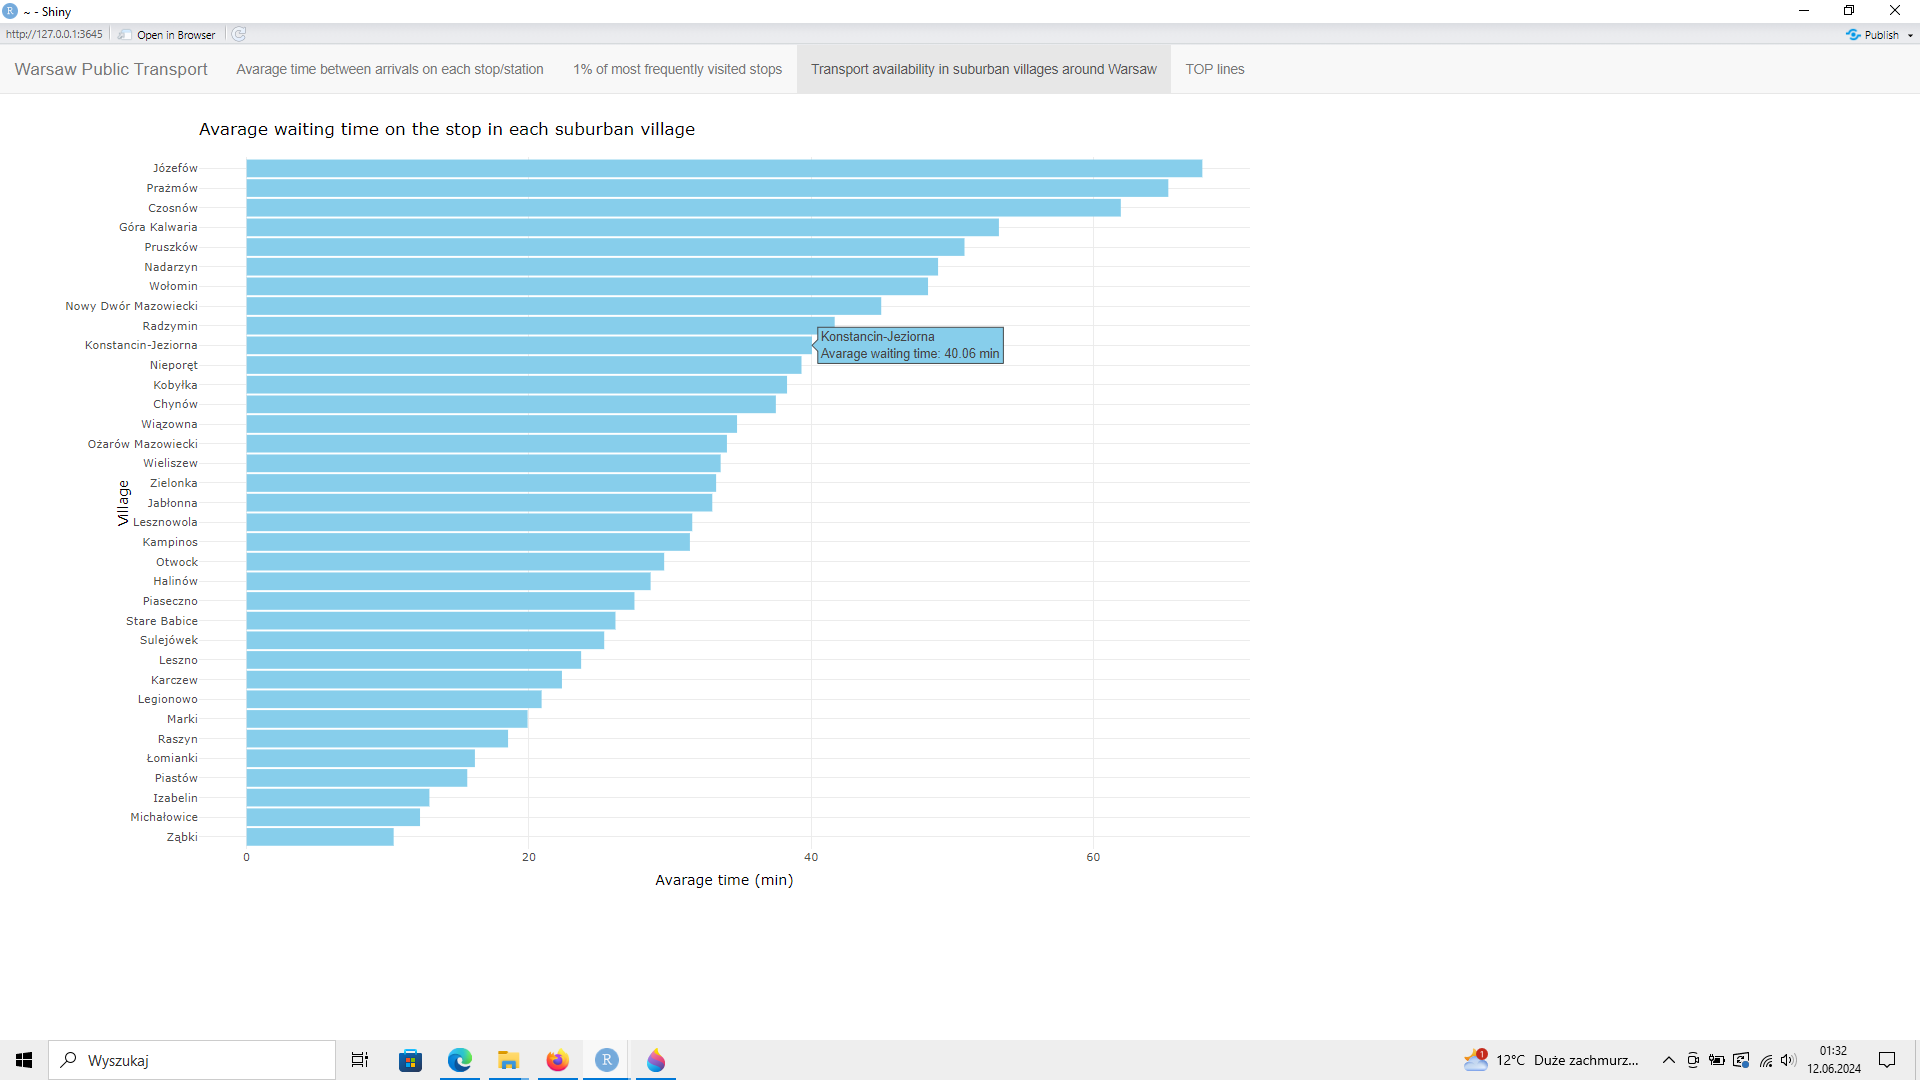 ~ - Shiny
http://127.0.0.1:3645 Open in Browser Publish
Warsaw Public Transport Avarage time between arrivals on each stop/station 1% of most frequently visited stops Transport availability in suburban villages around Warsaw TOP lines
Avarage waiting time on the stop in each suburban village
Józefów
Prażmów
Czosnów
Góra Kalwaria
Pruszków
Nadarzyn
Wołomin
Nowy Dwór Mazowiecki
Radzymin
Konstancin-Jeziorna
Konstancin-Jeziorna
Avarage waiting time: 40.06 min
Nieporęt
Kobyłka
Chynów
Wiązowna
Ożarów Mazowiecki
Wieliszew
Zielonka
Jabłonna
Village
Lesznowola
Kampinos
Otwock
Halinów
Piaseczno
Stare Babice
Sulejówek
Leszno
Karczew
Legionowo
Marki
Raszyn
Łomianki
Piastów
Izabelin
Michałowice
Ząbki
0 20 40 60
Avarage time (min)
Wyszukaj
1
12°C Duże zachmurz...
01:32
12.06.2024